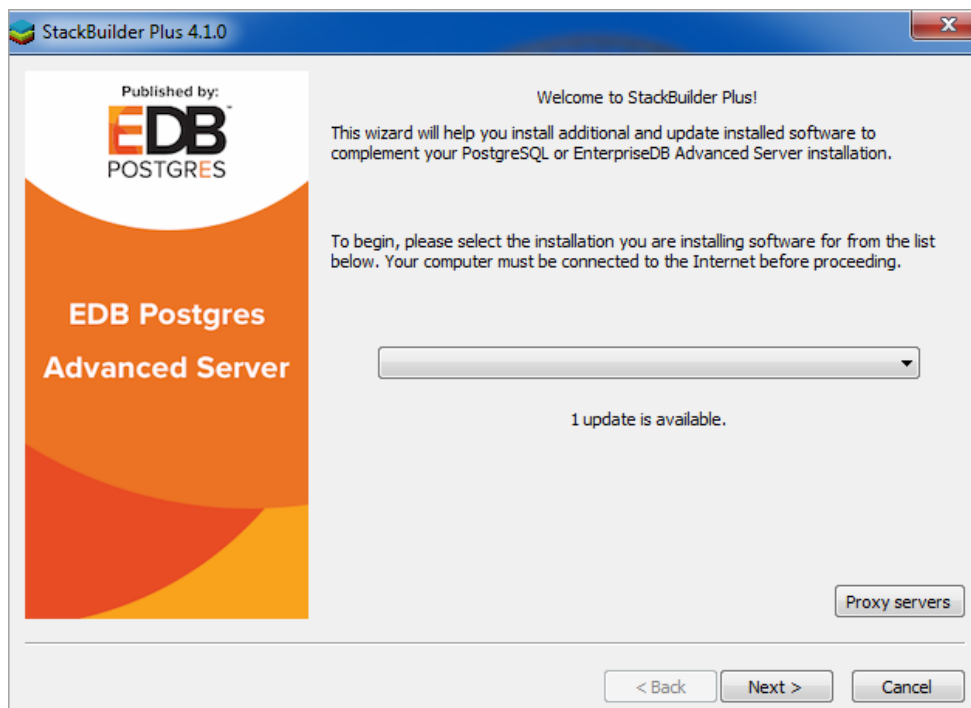 StackBuilder Plus 4.1.0
Published by:
EDB™
POSTGRES
EDB Postgres
Advanced Server
Welcome to StackBuilder Plus!
This wizard will help you install additional and update installed software to
complement your PostgreSQL or EnterpriseDB Advanced Server installation.
To begin, please select the installation you are installing software for from the list
below. Your computer must be connected to the Internet before proceeding.
1 update is available.
Proxy servers
< Back
Next >
Cancel